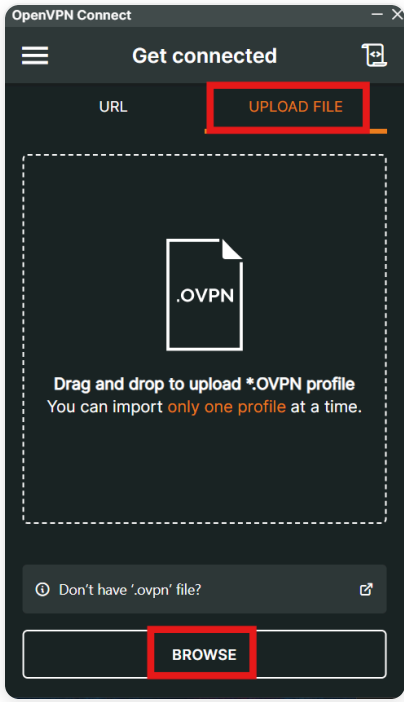 OpenVPN Connect
Get connected
URL
UPLOAD FILE
.OVPN
Drag and drop to upload *.OVPN profile
You can import only one profile at a time.
Don't have '.ovpn' file?
BROWSE